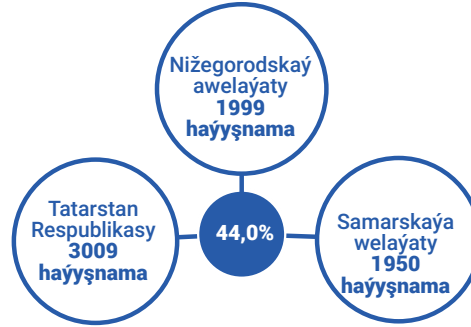 Nižegorodskaý
awelaýaty
1999
haýyşnama
Tatarstan
Respublikasy
3009
haýyşnama
44,0%
Samarskaýa
welaýaty
1950
haýyşnama